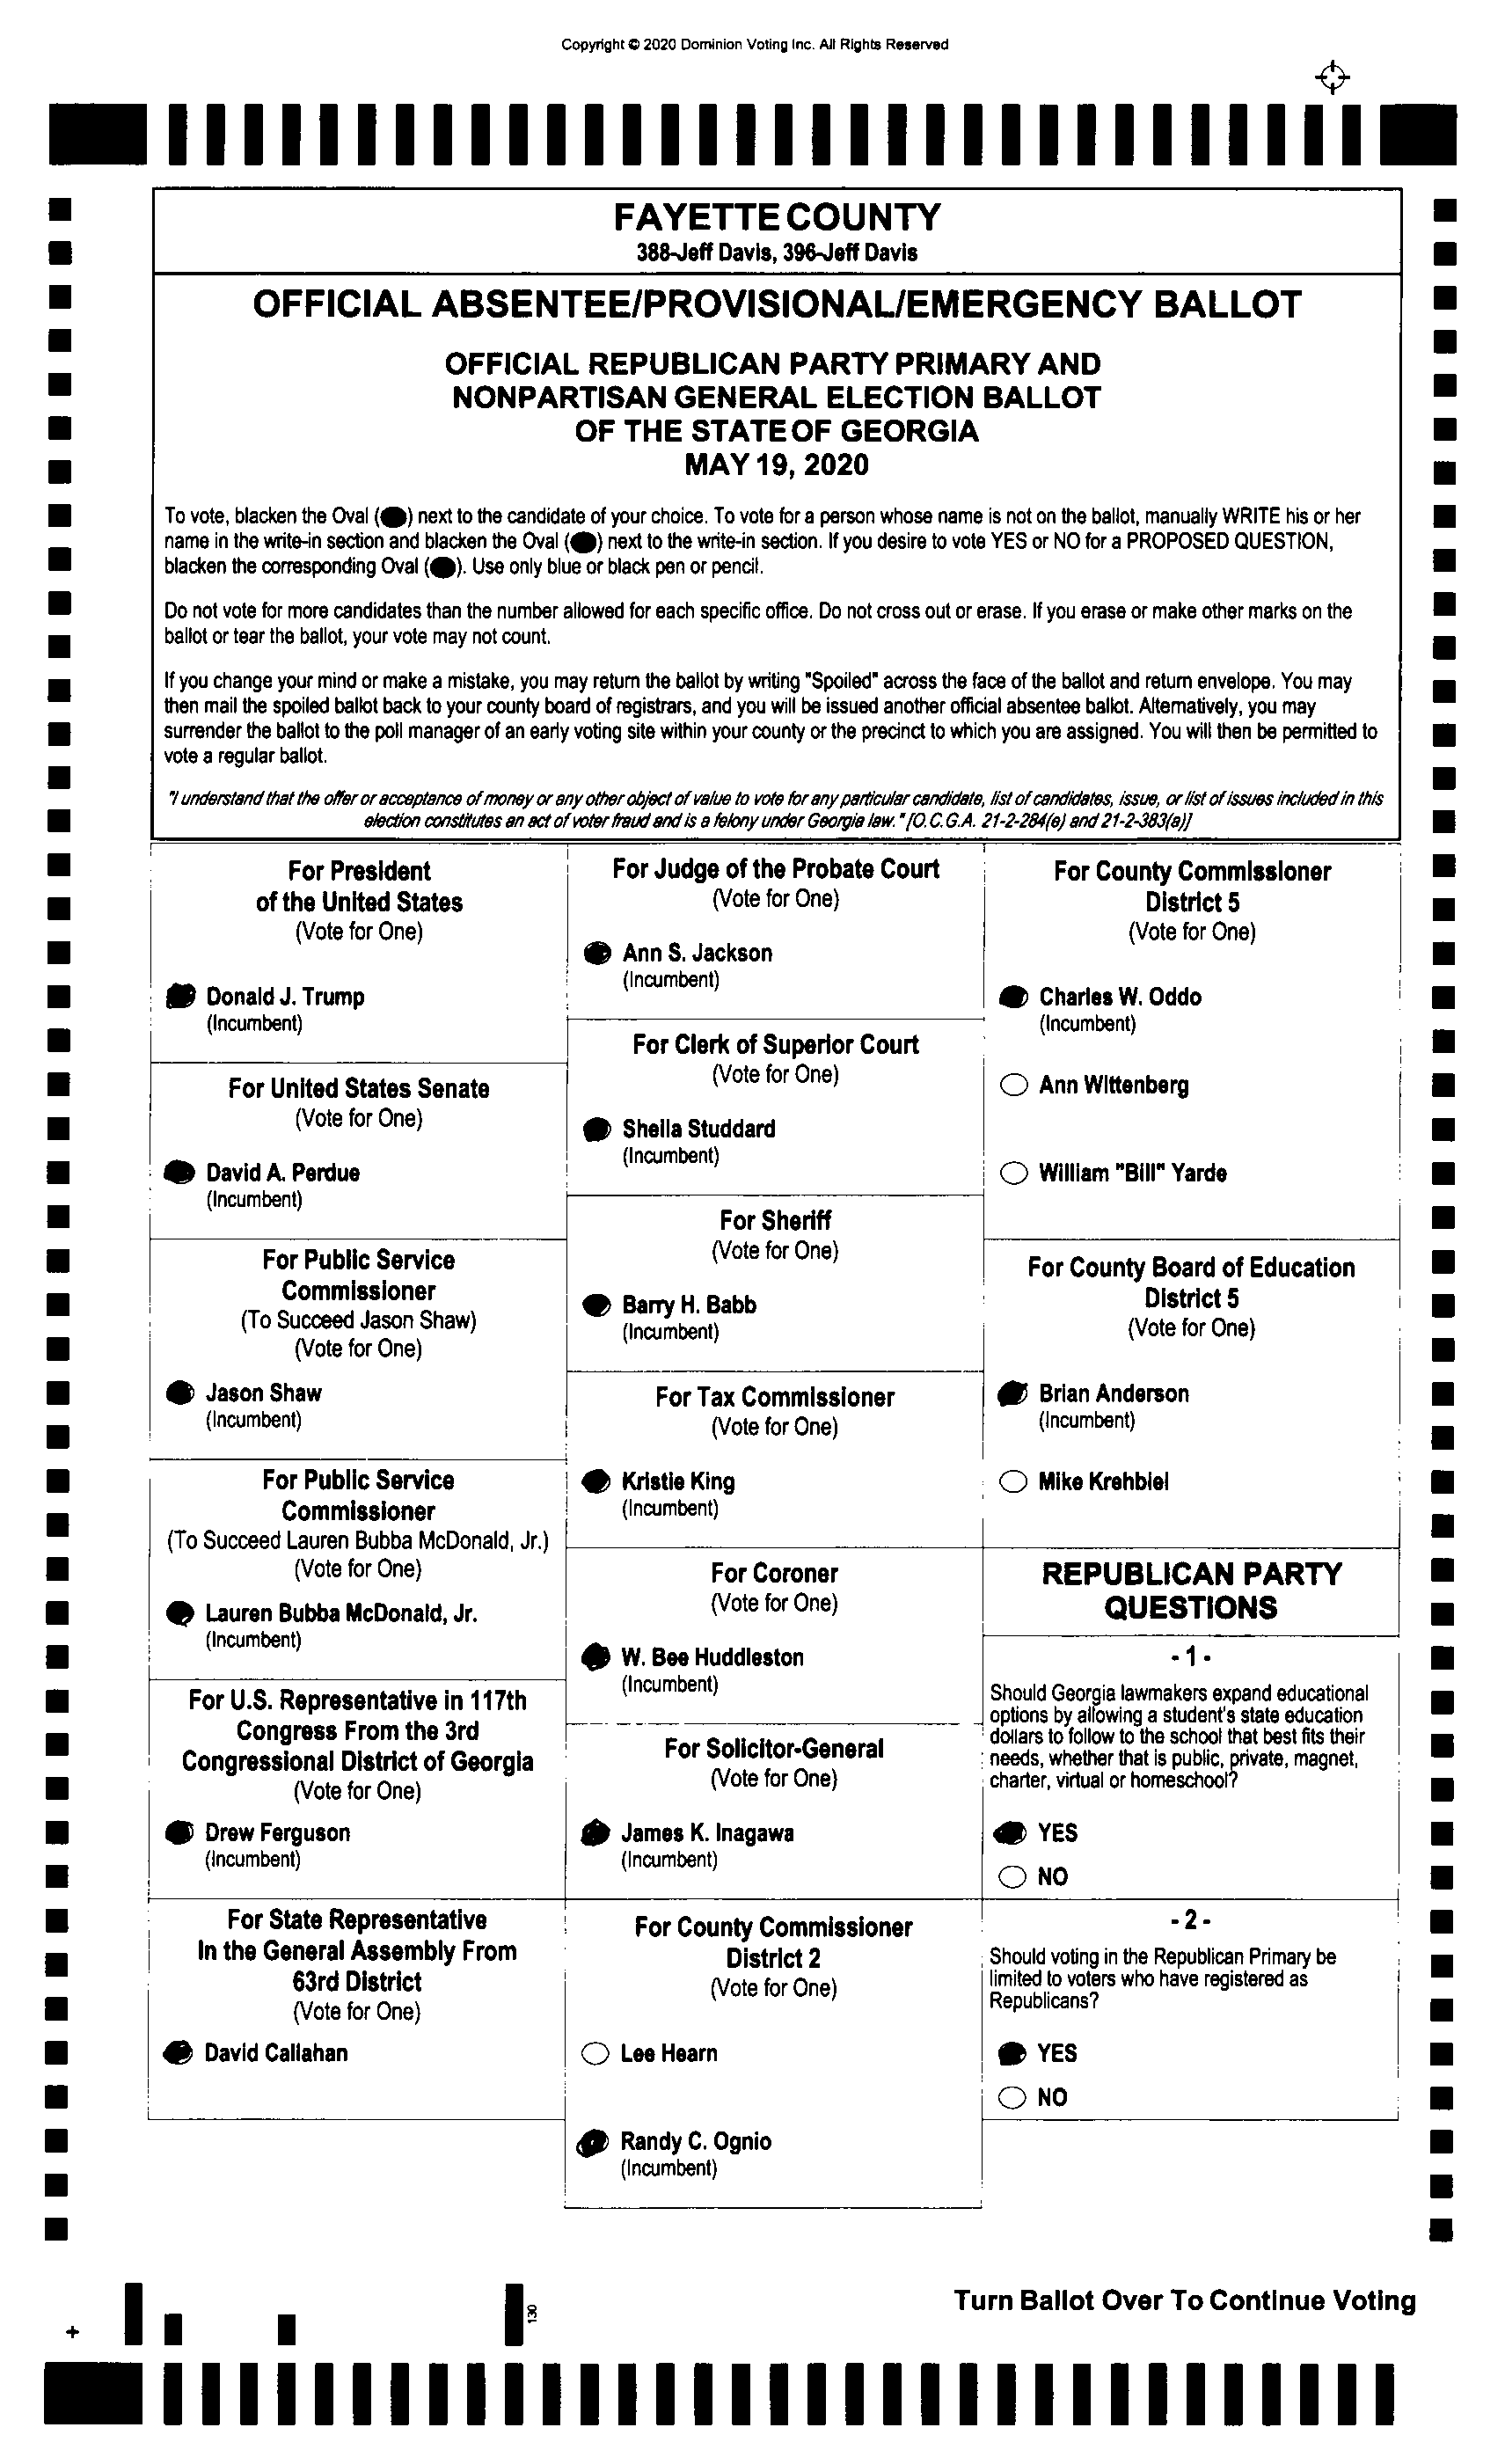 Copyright © 2020 Dominion Voting Inc. All Rights Reserved
FAYETTE COUNTY
388-Jeff Davis, 396-Jeff Davis
OFFICIAL ABSENTEE/PROVISIONAL/EMERGENCY BALLOT
OFFICIAL REPUBLICAN PARTY PRIMARY AND
NONPARTISAN GENERAL ELECTION BALLOT
OF THE STATE OF GEORGIA
MAY 19, 2020
To vote, blacken the Oval (●) next to the candidate of your choice. To vote for a person whose name is not on the ballot, manually WRITE his or her
name in the write-in section and blacken the Oval (●) next to the write-in section. If you desire to vote YES or NO for a PROPOSED QUESTION,
blacken the corresponding Oval (●). Use only blue or black pen or pencil.
Do not vote for more candidates than the number allowed for each specific office. Do not cross out or erase. If you erase or make other marks on the
ballot or tear the ballot, your vote may not count.
If you change your mind or make a mistake, you may return the ballot by writing "Spoiled" across the face of the ballot and return envelope. You may
then mail the spoiled ballot back to your county board of registrars, and you will be issued another official absentee ballot. Alternatively, you may
surrender the ballot to the poll manager of an early voting site within your county or the precinct to which you are assigned. You will then be permitted to
vote a regular ballot.
"I understand that the offer or acceptance of money or any other object of value to vote for any particular candidate, list of candidates, issue, or list of issues included in this
election constitutes an act of voter fraud and is a felony under Georgia law." [O.C.G.A. 21-2-284(e) and 21-2-383(a)]
For President
of the United States
(Vote for One)
Donald J. Trump
(Incumbent)
For United States Senate
(Vote for One)
David A. Perdue
(Incumbent)
For Public Service
Commissioner
(To Succeed Jason Shaw)
(Vote for One)
Jason Shaw
(Incumbent)
For Public Service
Commissioner
(To Succeed Lauren Bubba McDonald, Jr.)
(Vote for One)
Lauren Bubba McDonald, Jr.
(Incumbent)
For U.S. Representative in 117th
Congress From the 3rd
Congressional District of Georgia
(Vote for One)
Drew Ferguson
(Incumbent)
For State Representative
In the General Assembly From
63rd District
(Vote for One)
David Callahan
For Judge of the Probate Court
(Vote for One)
Ann S. Jackson
(Incumbent)
For Clerk of Superior Court
(Vote for One)
Sheila Studdard
(Incumbent)
For Sheriff
(Vote for One)
Barry H. Babb
(Incumbent)
For Tax Commissioner
(Vote for One)
Kristie King
(Incumbent)
For Coroner
(Vote for One)
W. Bee Huddleston
(Incumbent)
For Solicitor-General
(Vote for One)
James K. Inagawa
(Incumbent)
For County Commissioner
District 2
(Vote for One)
Lee Hearn
Randy C. Ognio
(Incumbent)
For County Commissioner
District 5
(Vote for One)
Charles W. Oddo
(Incumbent)
Ann Wittenberg
William "Bill" Yarde
For County Board of Education
District 5
(Vote for One)
Brian Anderson
(Incumbent)
Mike Krehbiel
REPUBLICAN PARTY
QUESTIONS
- 1 -
Should Georgia lawmakers expand educational
options by allowing a student's state education
dollars to follow to the school that best fits their
needs, whether that is public, private, magnet,
charter, virtual or homeschool?
YES
NO
- 2 -
Should voting in the Republican Primary be
limited to voters who have registered as
Republicans?
YES
NO
130
Turn Ballot Over To Continue Voting